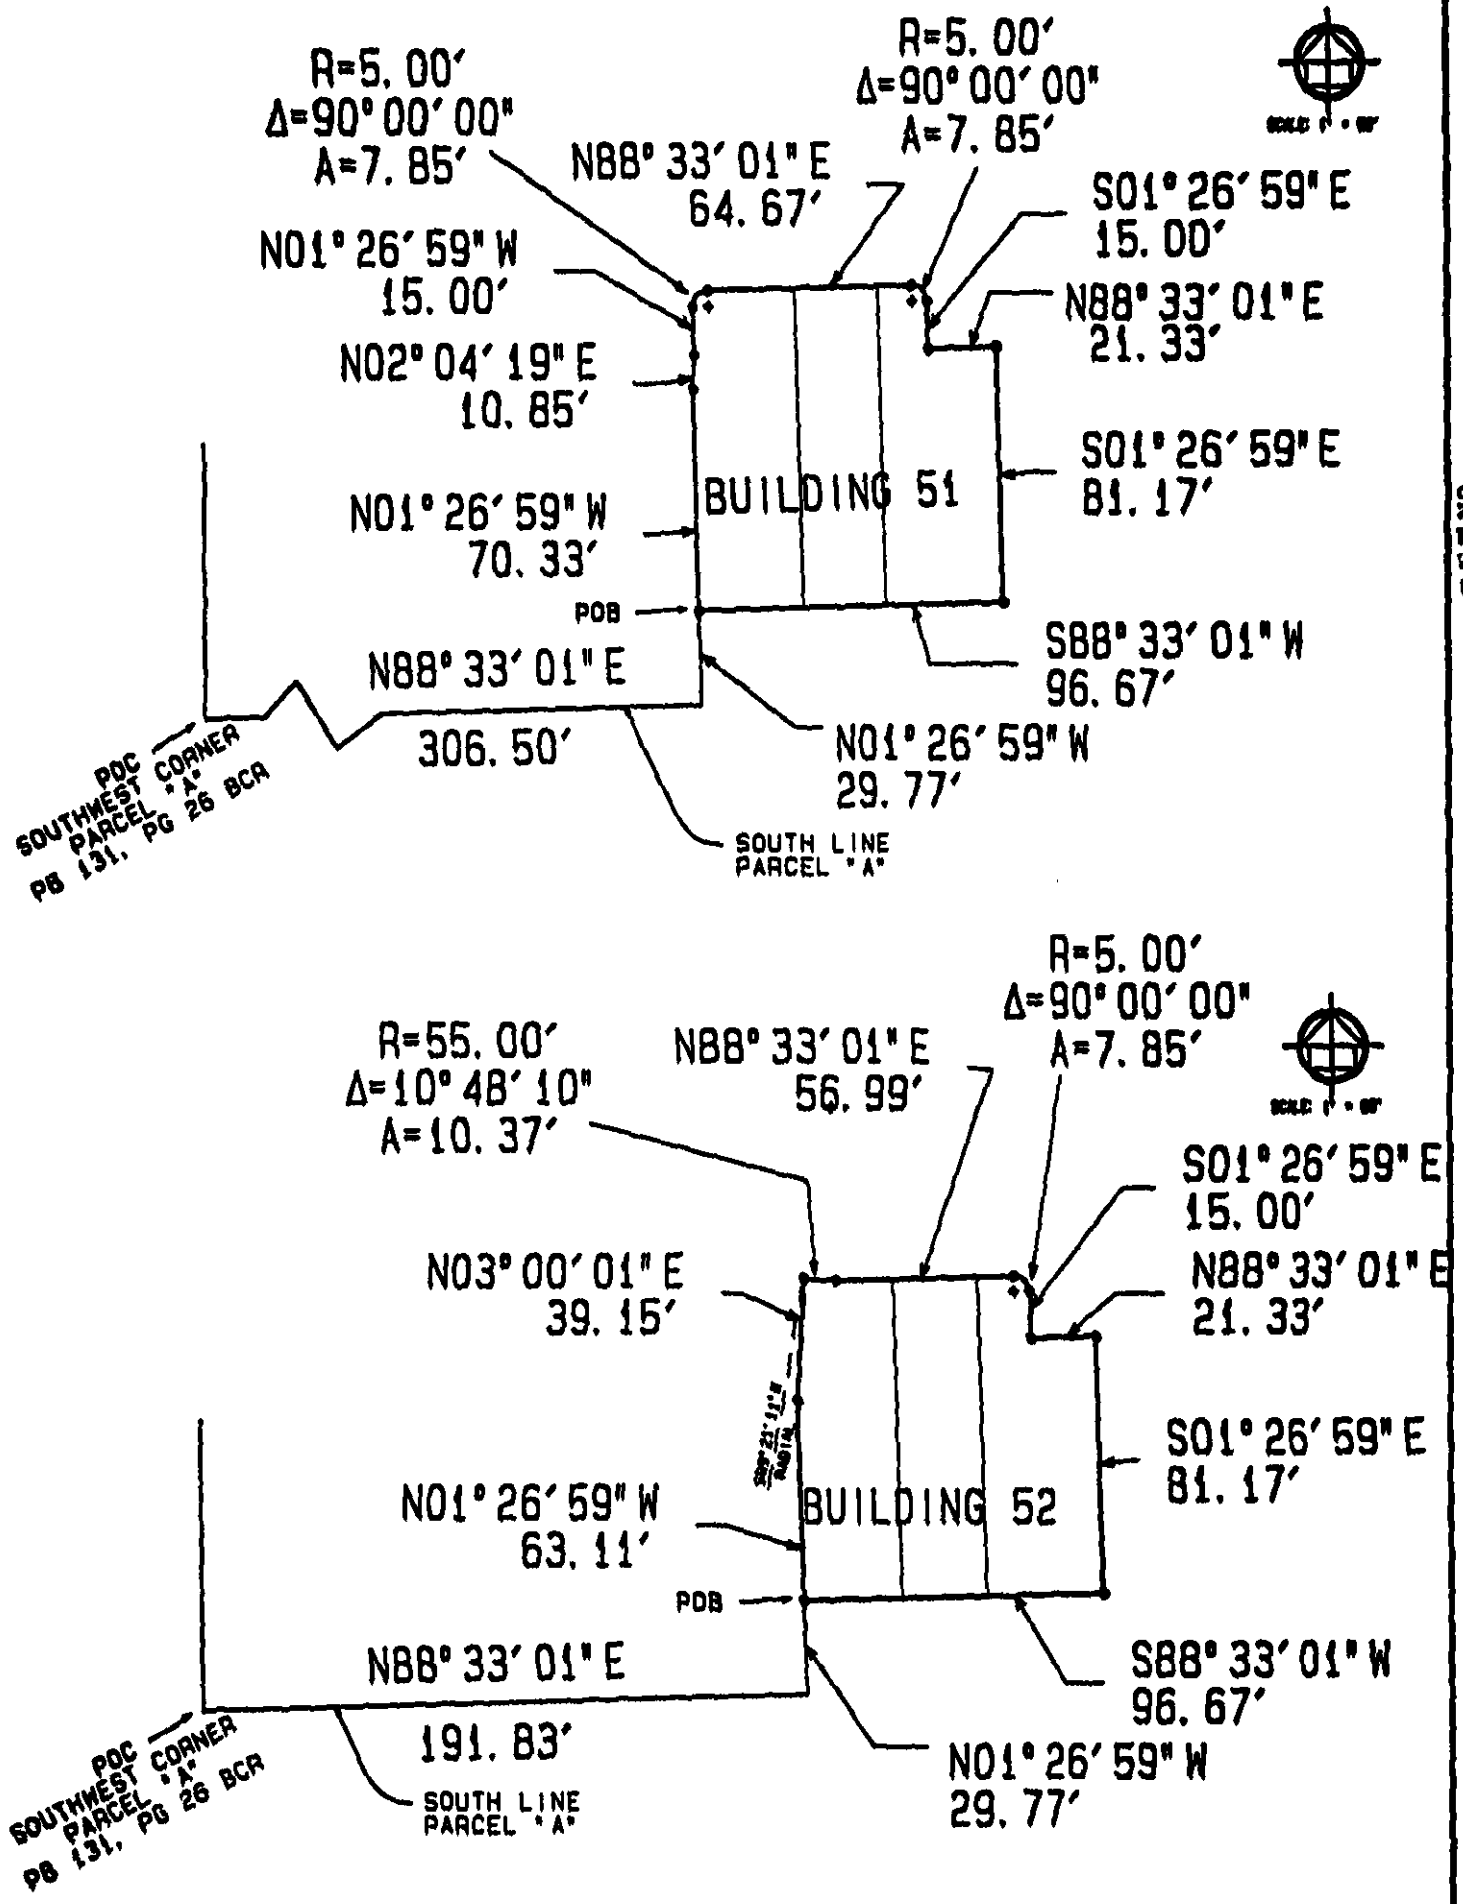 R=5.00′
Δ=90°00′00"
A=7.85′
R=5.00′
Δ=90°00′00"
A=7.85′
N88°33′01"E
64.67′
S01°26′59"E
15.00′
N01°26′59"W
15.00′
N88°33′01"E
21.33′
N02°04′19"E
10.85′
S01°26′59"E
81.17′
BUILDING 51
N01°26′59"W
70.33′
POB
S88°33′01"W
96.67′
N88°33′01"E
306.50′
N01°26′59"W
29.77′
POC
SOUTHWEST CORNER
PARCEL "A"
PB 131, PG 26 BCR
SOUTH LINE
PARCEL "A"
R=5.00′
Δ=90°00′00"
A=7.85′
R=55.00′
Δ=10°48′10"
A=10.37′
N88°33′01"E
56.99′
S01°26′59"E
15.00′
N88°33′01"E
21.33′
N03°00′01"E
39.15′
RADIAL
S01°26′59"E
81.17′
N01°26′59"W
63.11′
BUILDING 52
POB
N88°33′01"E
191.83′
S88°33′01"W
96.67′
N01°26′59"W
29.77′
POC
SOUTHWEST CORNER
PARCEL "A"
PB 131, PG 26 BCR
SOUTH LINE
PARCEL "A"